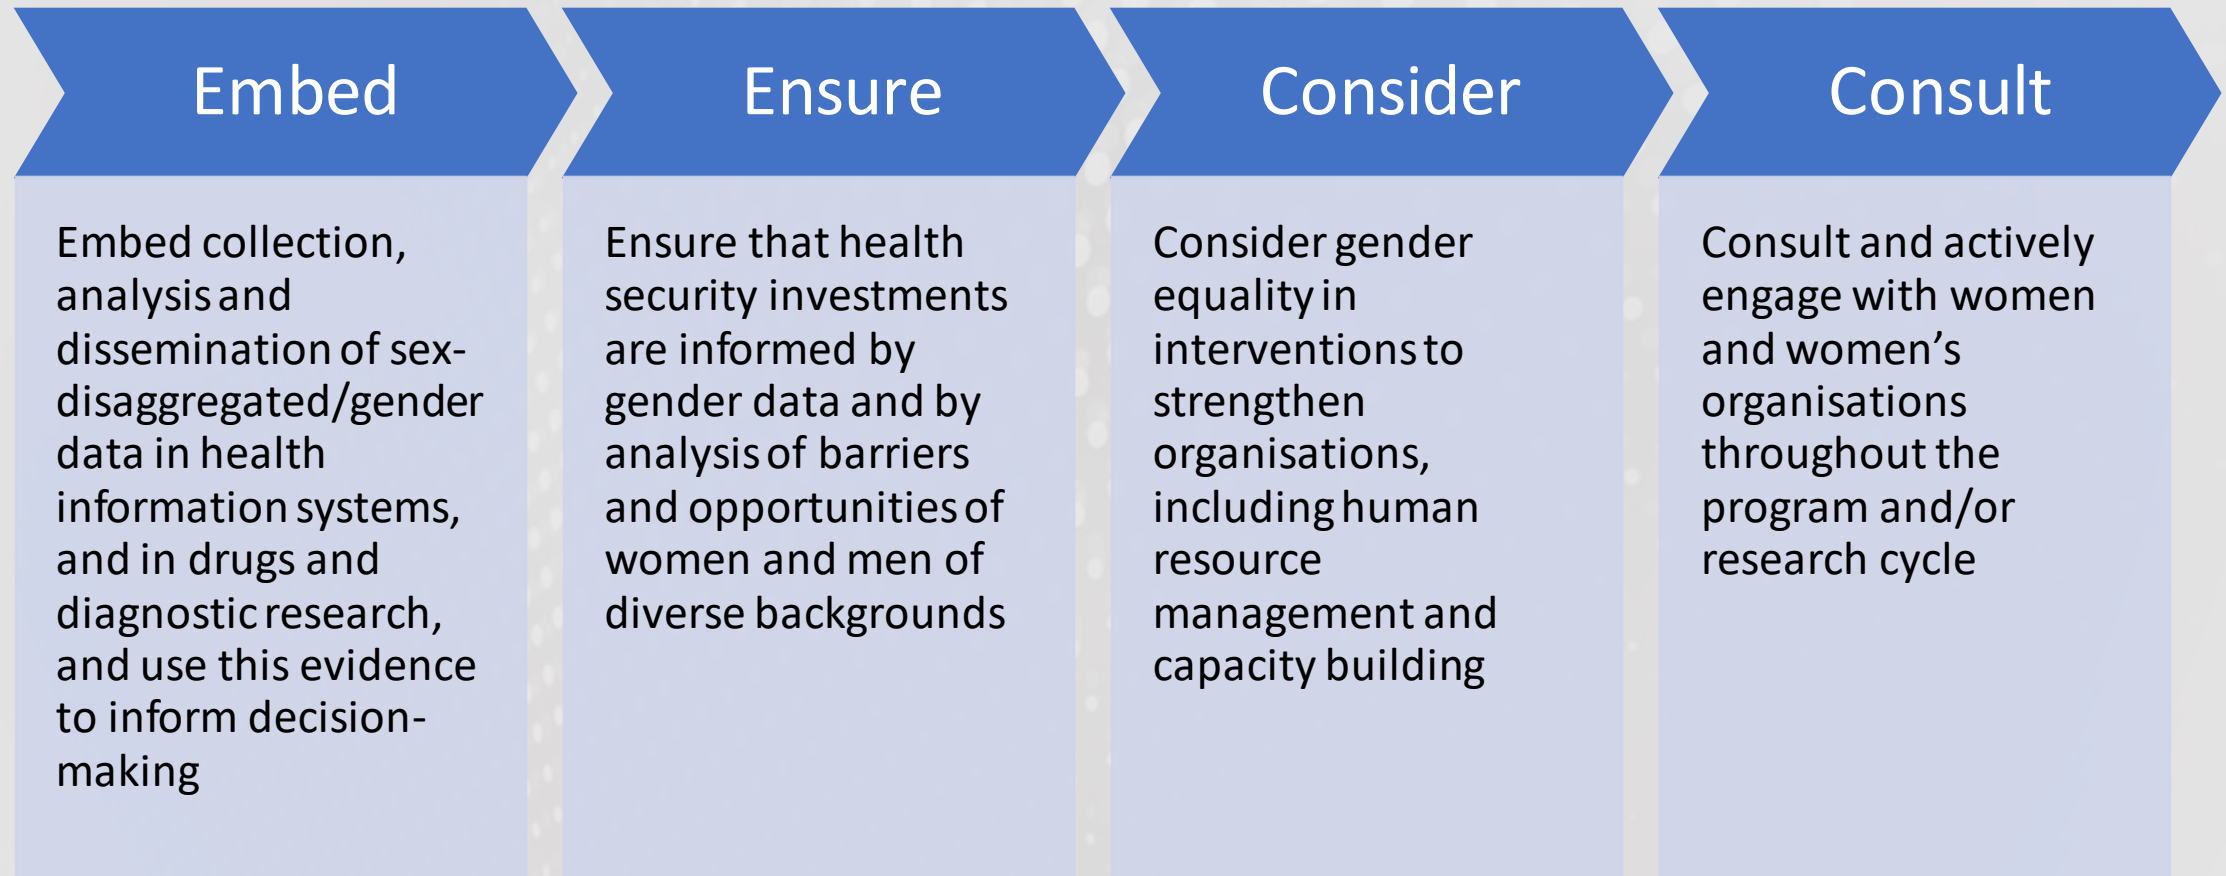 Embed
Embed collection,
analysis and
dissemination of sex-
disaggregated/gender
data in health
information systems,
and in drugs and
diagnostic research,
and use this evidence
to inform decision-
making
Ensure
Ensure that health
security investments
are informed by
gender data and by
analysis of barriers
and opportunities of
women and men of
diverse backgrounds
Consider
Consider gender
equality in
interventions to
strengthen
organisations,
including human
resource
management and
capacity building
Consult
Consult and actively
engage with women
and women’s
organisations
throughout the
program and/or
research cycle